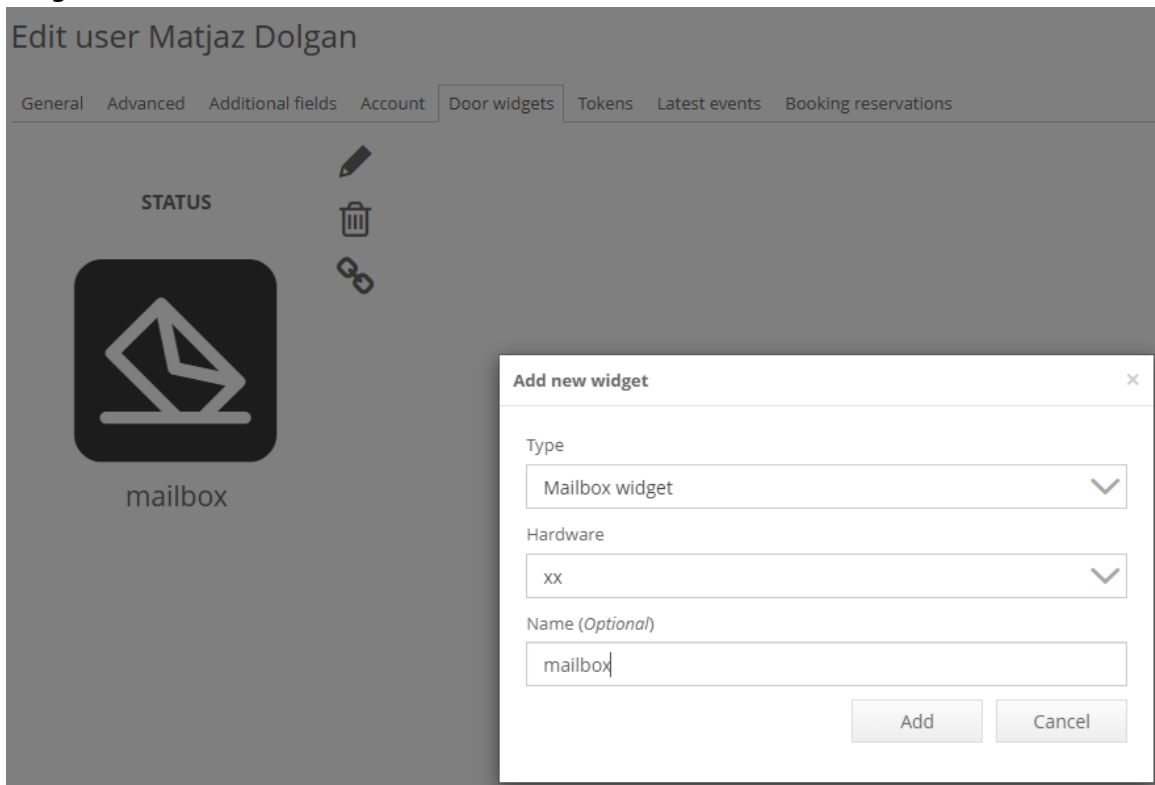 Edit user Matjaz Dolgan
General Advanced Additional fields Account Door widgets Tokens Latest events Booking reservations
STATUS
mailbox
Add new widget
×
Type
Mailbox widget
Hardware
xx
Name (Optional)
mailbox
Add Cancel